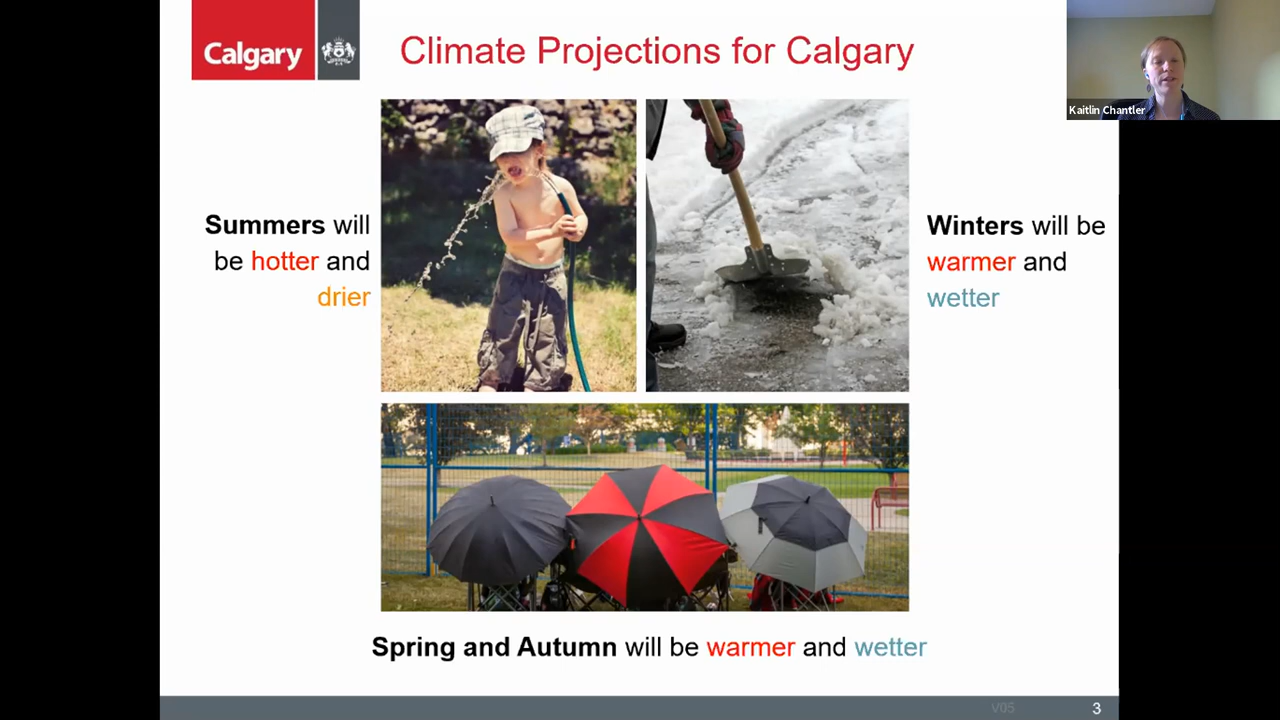 Calgary
Climate Projections for Calgary
Kaitlin Chantler
Summers will
be hotter and
drier
Winters will be
warmer and
wetter
Spring and Autumn will be warmer and wetter
V05
3